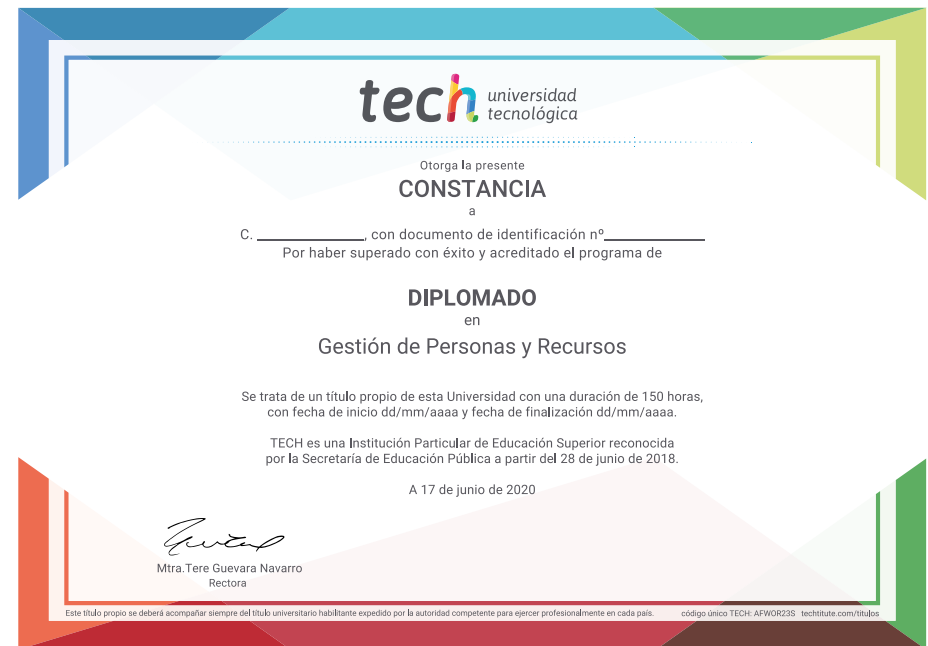 tech universidad
tecnológica
Otorga la presente
CONSTANCIA
a
C. ______________, con documento de identificación nº_____________
Por haber superado con éxito y acreditado el programa de
DIPLOMADO
en
Gestión de Personas y Recursos
Se trata de un título propio de esta Universidad con una duración de 150 horas,
con fecha de inicio dd/mm/aaaa y fecha de finalización dd/mm/aaaa.
TECH es una Institución Particular de Educación Superior reconocida
por la Secretaría de Educación Pública a partir del 28 de junio de 2018.
A 17 de junio de 2020
Mtra.Tere Guevara Navarro
Rectora
Este título propio se deberá acompañar siempre del título universitario habilitante expedido por la autoridad competente para ejercer profesionalmente en cada país. código único TECH: AFWOR23S techtitute.com/titulos